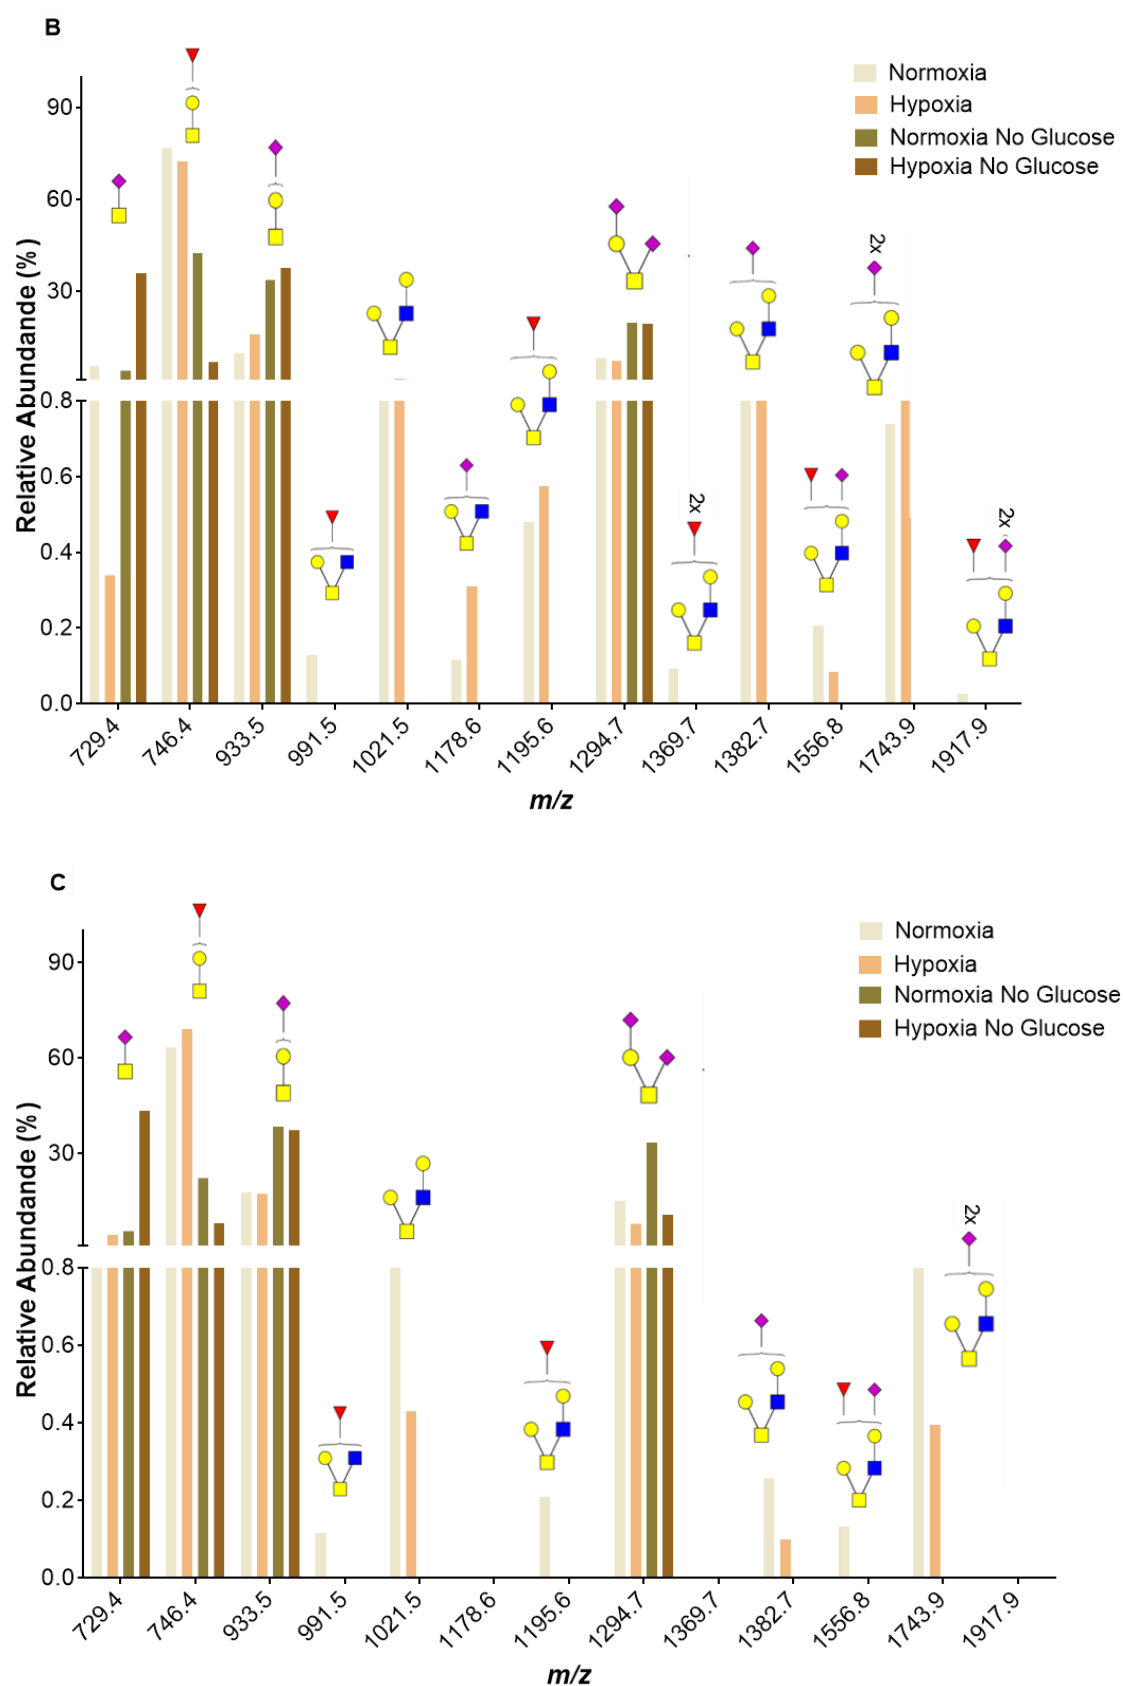 B
Normoxia
Hypoxia
Normoxia No Glucose
Hypoxia No Glucose
Relative Abundande (%)
90
60
30
0.8
0.6
0.4
0.2
0.0
2x
2x
2x
729.4 746.4 933.5 991.5 1021.5 1178.6 1195.6 1294.7 1369.7 1382.7 1556.8 1743.9 1917.9
m/z
C
Normoxia
Hypoxia
Normoxia No Glucose
Hypoxia No Glucose
Relative Abundande (%)
90
60
30
0.8
0.6
0.4
0.2
0.0
2x
729.4 746.4 933.5 991.5 1021.5 1178.6 1195.6 1294.7 1369.7 1382.7 1556.8 1743.9 1917.9
m/z